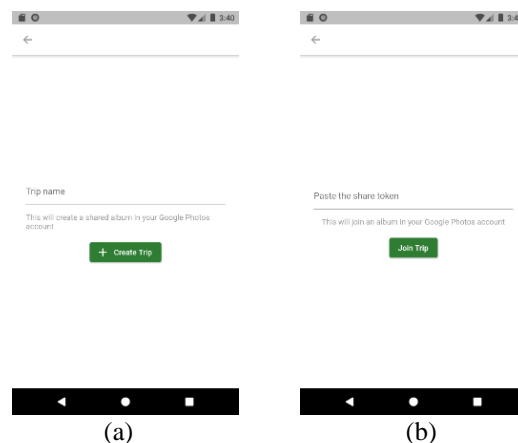 3:40
Trip name
This will create a shared album in your Google Photos
account
+ Create Trip
(a)
Paste the share token
This will join an album in your Google Photos account
Join Trip
(b)